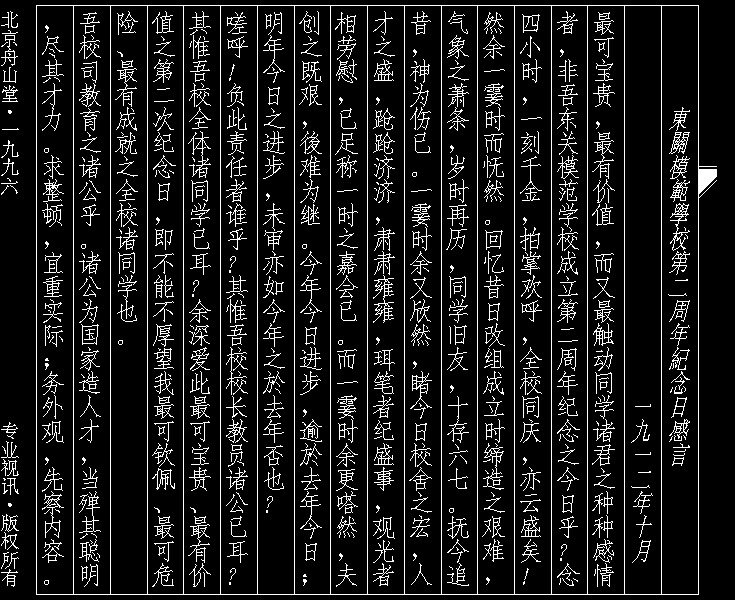 東關模範學校第二周年紀念日感言
一九一二年十月
最可宝贵，最有价值，而又最触动同学诸君之种种感情
者，非吾东关模范学校成立第二周年纪念之今日乎？念
四小时，一刻千金，拍掌欢呼，全校同庆，亦云盛矣！
然余一霎时而怃然。回忆昔日改组成立时缔造之艰难，
气象之萧条，岁时再历，同学旧友，十存六七。抚今追
昔，神为伤已。一霎时余又欣然，睹今日校舍之宏，人
才之盛，跄跄济济，肃肃雍雍，珥笔者纪盛事，观光者
相劳慰，已足称一时之嘉会已。而一霎时余更喀然，夫
创之既艰，後难为继。今年今日进步，逾於去年今日；
明年今日之进步，未审亦如今年之於去年否也？
嗟呼！负此责任者谁乎？其惟吾校校长教员诸公已耳？
其惟吾校全体诸同学已耳？余深爱此最可宝贵、最有价
值之第二次纪念日，即不能不厚望我最可钦佩、最可危
险、最有成就之全校诸同学也。
吾校司教育之诸公乎。诸公为国家造人才，当殚其聪明
，尽其才力。求整顿，宜重实际；务外观，先察内容。
北京舟山堂·一九九六
专业视讯·版权所有